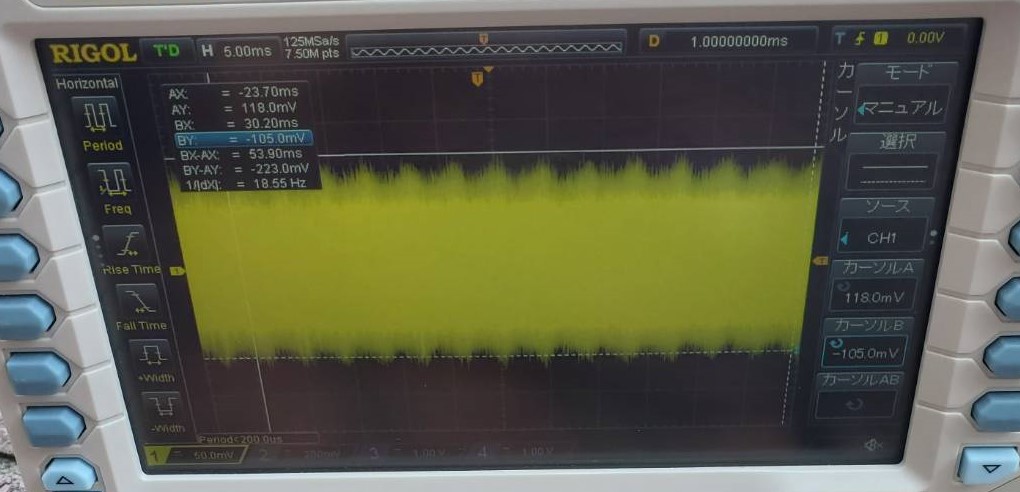 RIGOL T'D H 5.00ms 125MSa/s 7.50M pts D 1.00000000ms T 1 0.00V
Horizontal
Period
Freq
Rise Time
Fall Time
+Width
-Width
AX: = -23.70ms
AY: = 118.0mV
BX: = 30.20ms
BY: = -105.0mV
BX-AX: = 53.90ms
BY-AY: = -223.0mV
1/|dX|: = 18.55 Hz
T
T
1
カーソル
モード
マニュアル
選択
ソース
CH1
カーソルA
118.0mV
カーソルB
-105.0mV
カーソルAB
Period<200.0us
1 = 50.0mV 2 = 200mV 3 = 1.00 V 4 = 1.00 V